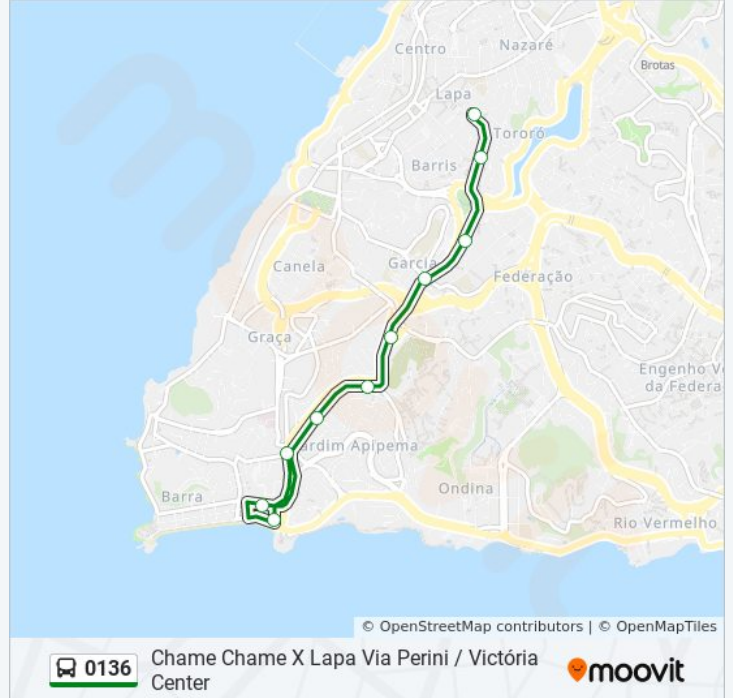 Centro
Nazaré
Brotas
Lapa
Tororó
Barris
Canela
Garcia
Federação
Graça
Engenho V
da Federa
Jardim Apipema
Barra
Ondina
Rio Vermelho
© OpenStreetMap contributors | © OpenMapTiles
0136
Chame Chame X Lapa Via Perini / Victória
Center
moovit